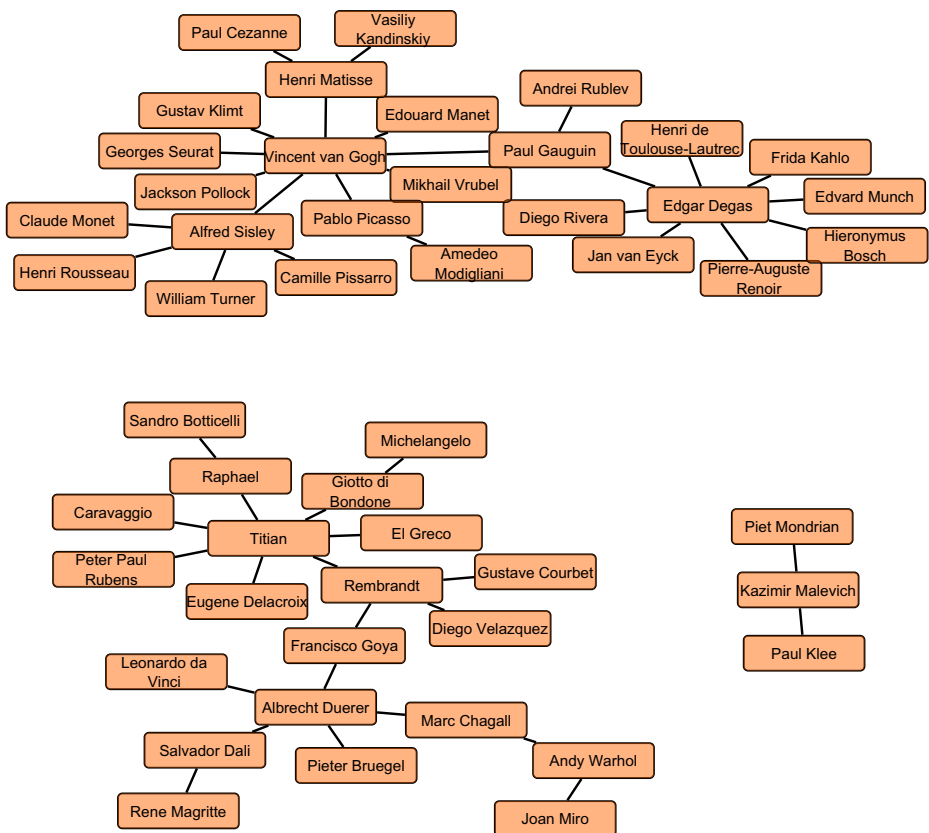 Paul Cezanne
Vasiliy
Kandinskiy
Henri Matisse
Andrei Rublev
Gustav Klimt
Edouard Manet
Henri de
Toulouse-Lautrec
Georges Seurat
Vincent van Gogh
Paul Gauguin
Frida Kahlo
Jackson Pollock
Mikhail Vrubel
Edvard Munch
Claude Monet
Alfred Sisley
Pablo Picasso
Diego Rivera
Edgar Degas
Hieronymus
Bosch
Henri Rousseau
Camille Pissarro
Amedeo
Modigliani
Jan van Eyck
Pierre-Auguste
Renoir
William Turner
Sandro Botticelli
Michelangelo
Raphael
Giotto di
Bondone
Caravaggio
Titian
El Greco
Piet Mondrian
Peter Paul
Rubens
Eugene Delacroix
Rembrandt
Gustave Courbet
Kazimir Malevich
Francisco Goya
Diego Velazquez
Paul Klee
Leonardo da
Vinci
Albrecht Duerer
Marc Chagall
Salvador Dali
Pieter Bruegel
Andy Warhol
Rene Magritte
Joan Miro